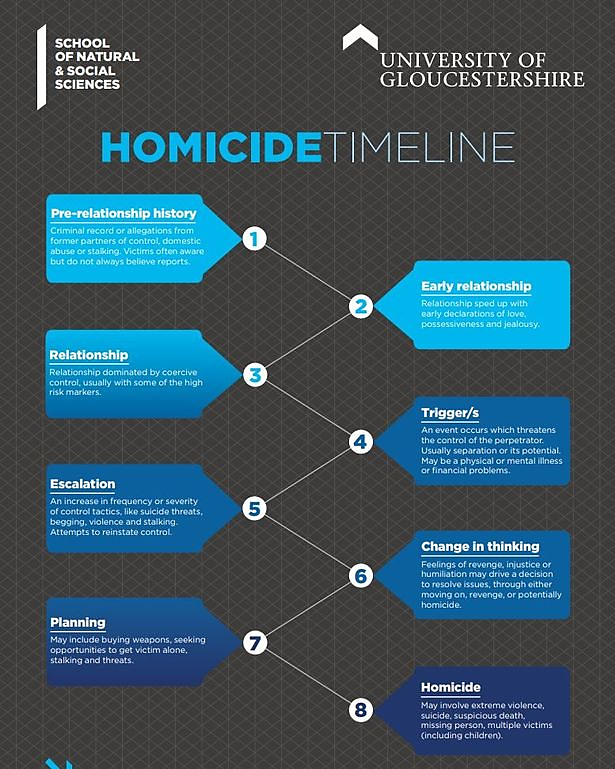 SCHOOL
OF NATURAL
& SOCIAL
SCIENCES
UNIVERSITY OF
GLOUCESTERSHIRE
HOMICIDETIMELINE
Pre-relationship history
Criminal record or allegations from
former partners of control, domestic
abuse or stalking. Victims often aware
but do not always believe reports.
1
2
Early relationship
Relationship sped up with
early declarations of love,
possessiveness and jealousy.
Relationship
Relationship dominated by coercive
control, usually with some of the high
risk markers.
3
4
Trigger/s
An event occurs which threatens
the control of the perpetrator.
Usually separation or its potential.
May be a physical or mental illness
or financial problems.
Escalation
An increase in frequency or severity
of control tactics, like suicide threats,
begging, violence and stalking.
Attempts to reinstate control.
5
6
Change in thinking
Feelings of revenge, injustice or
humiliation may drive a decision
to resolve issues, through either
moving on, revenge, or potentially
homicide.
Planning
May include buying weapons, seeking
opportunities to get victim alone,
stalking and threats.
7
8
Homicide
May involve extreme violence,
suicide, suspicious death,
missing person, multiple victims
(including children).